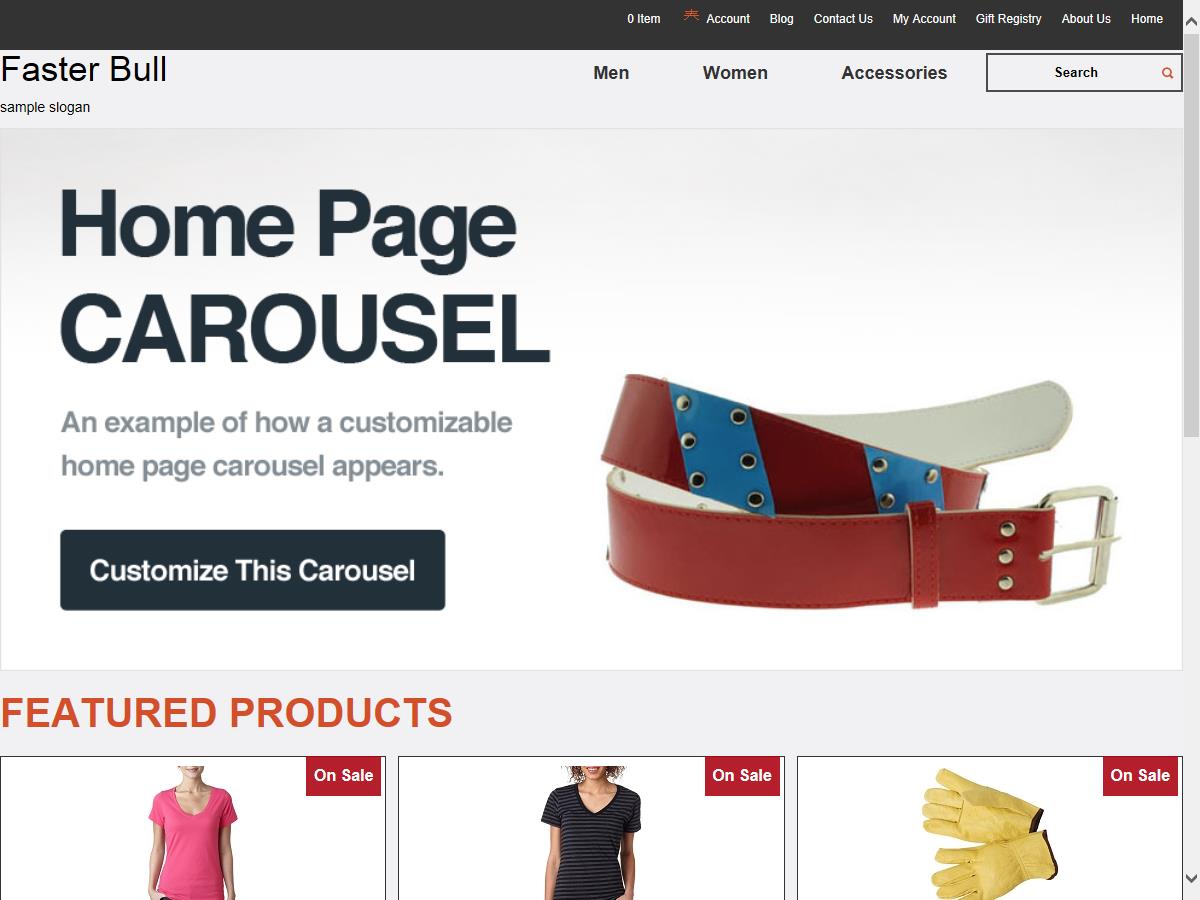 0 Item Account Blog Contact Us My Account Gift Registry About Us Home
Faster Bull
sample slogan
Men Women Accessories Search
Home Page
CAROUSEL
An example of how a customizable
home page carousel appears.
Customize This Carousel
FEATURED PRODUCTS
On Sale On Sale On Sale